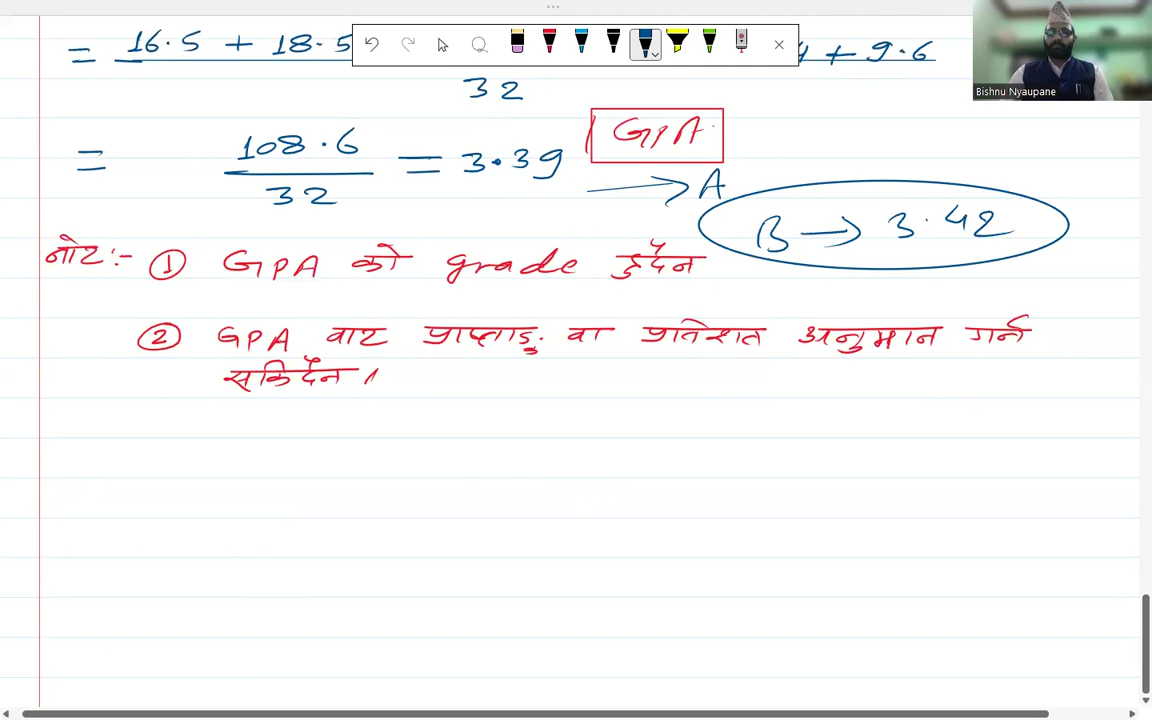 = 16.5 + 18.5 4 + 9.6
32
Bishnu Nyaupane
= 108.6 = 3.39 GPA
32 → A
B → 3.42
नोट:- ① GPA को grade हुदैन
② GPA बाट प्राप्ताङ्क वा प्रतिशत अनुमान गर्न
सकिदैन ।